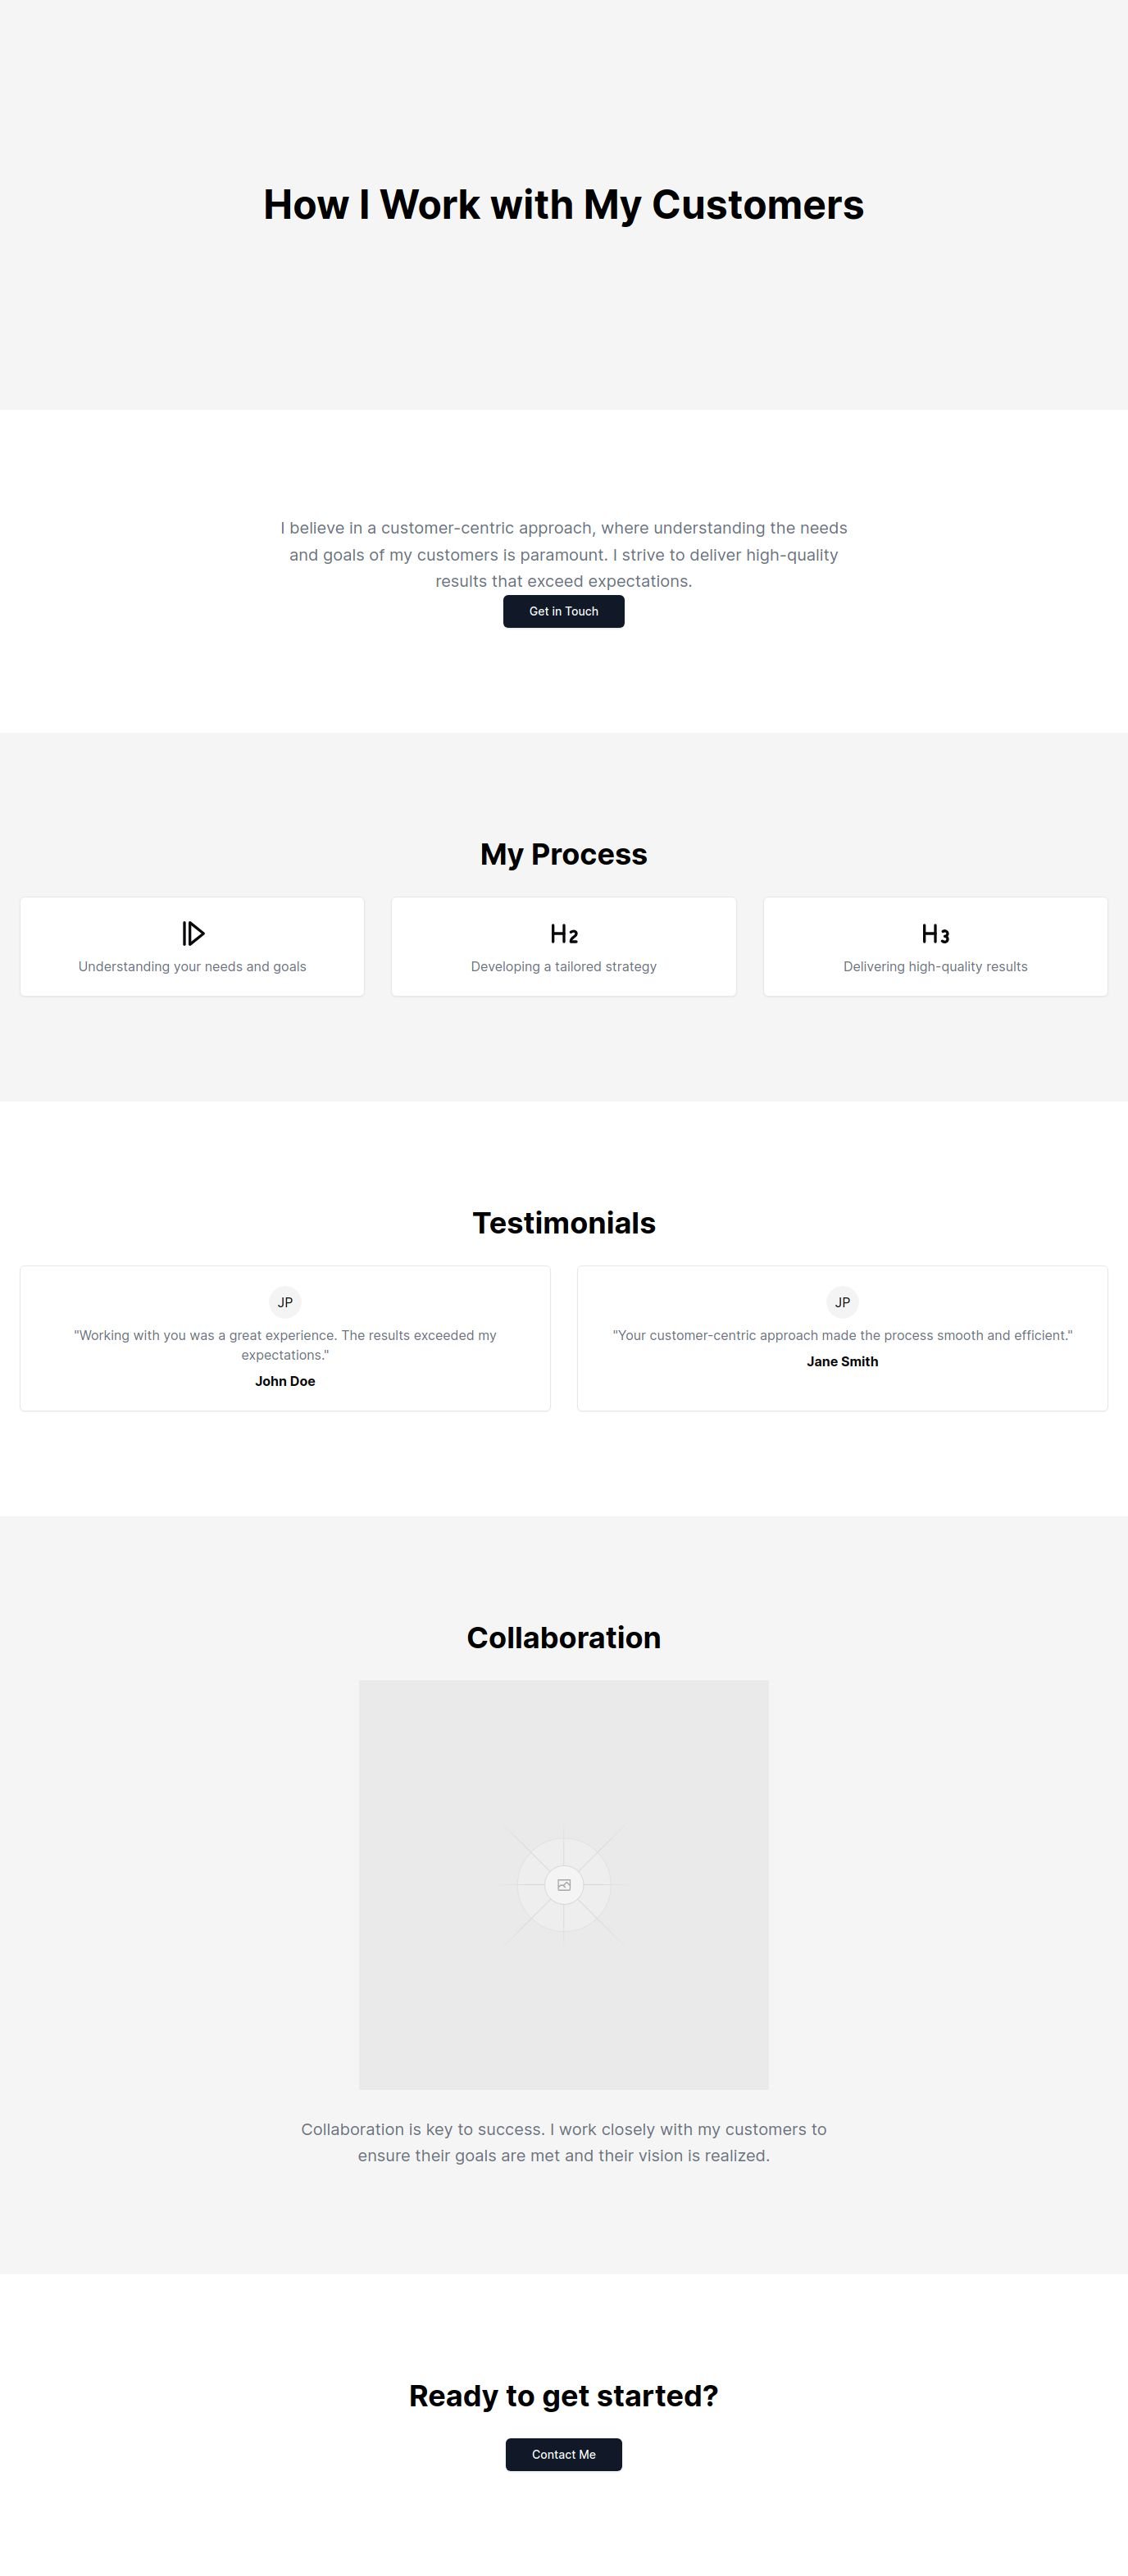 How I Work with My Customers
I believe in a customer-centric approach, where understanding the needs
and goals of my customers is paramount. I strive to deliver high-quality
results that exceed expectations.
Get in Touch
My Process
Understanding your needs and goals
H2
Developing a tailored strategy
H3
Delivering high-quality results
Testimonials
JP
"Working with you was a great experience. The results exceeded my
expectations."
John Doe
JP
"Your customer-centric approach made the process smooth and efficient."
Jane Smith
Collaboration
Collaboration is key to success. I work closely with my customers to
ensure their goals are met and their vision is realized.
Ready to get started?
Contact Me